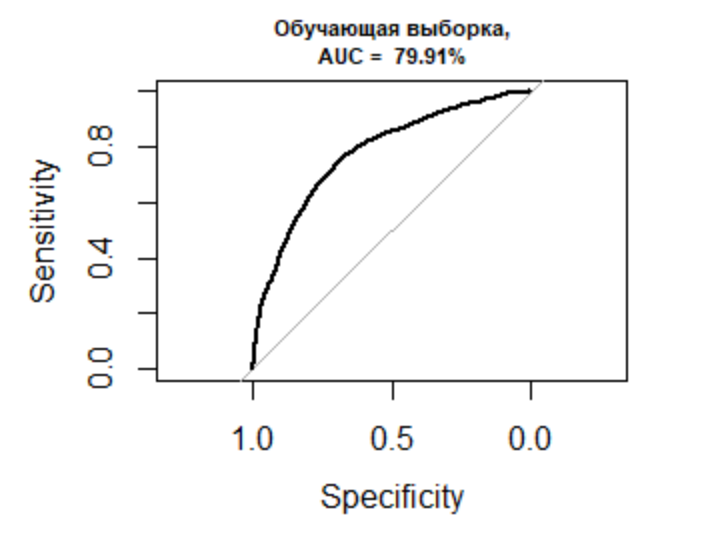 Обучающая выборка,
AUC = 79.91%
Sensitivity
0.8
0.4
0.0
1.0 0.5 0.0
Specificity